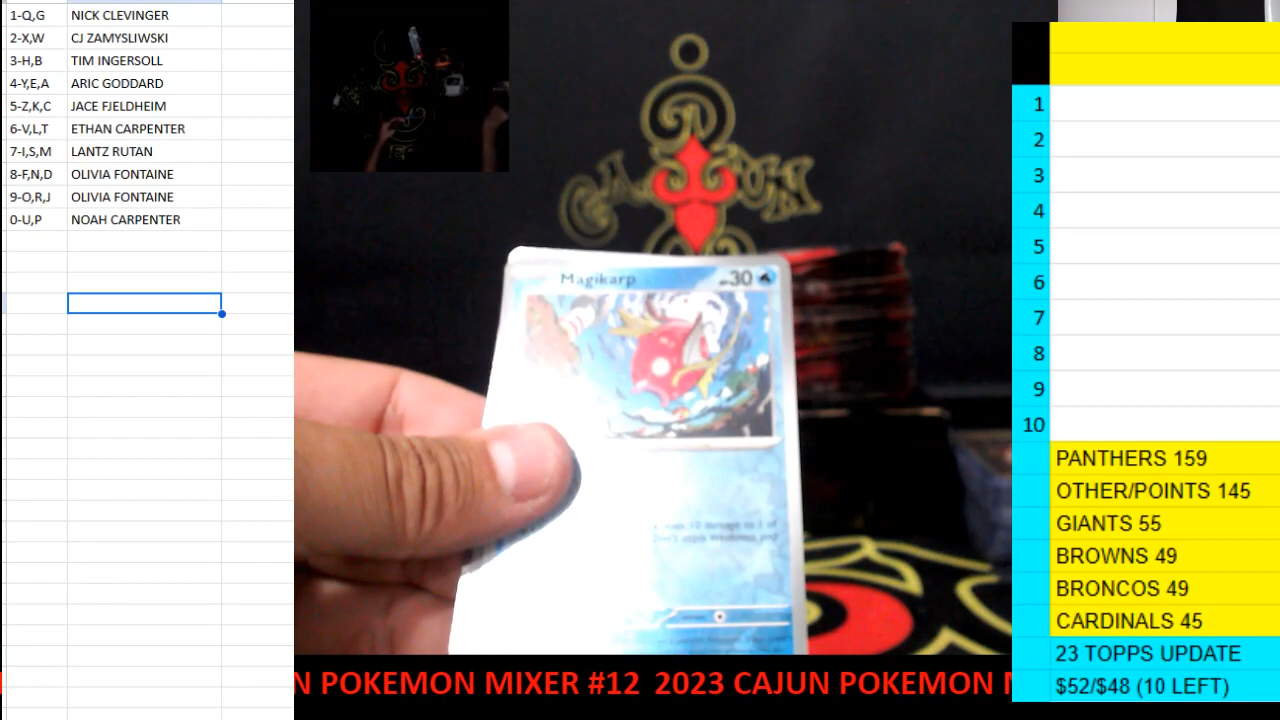 1-Q,G NICK CLEVINGER
2-X,W CJ ZAMYSLIWSKI
3-H,B TIM INGERSOLL
4-Y,E,A ARIC GODDARD
5-Z,K,C JACE FJELDHEIM
6-V,L,T ETHAN CARPENTER
7-I,S,M LANTZ RUTAN
8-F,N,D OLIVIA FONTAINE
9-O,R,J OLIVIA FONTAINE
0-U,P NOAH CARPENTER
Magikarp 30
N POKEMON MIXER #12 2023 CAJUN POKEMON
1
2
3
4
5
6
7
8
9
10
PANTHERS 159
OTHER/POINTS 145
GIANTS 55
BROWNS 49
BRONCOS 49
CARDINALS 45
23 TOPPS UPDATE
$52/$48 (10 LEFT)